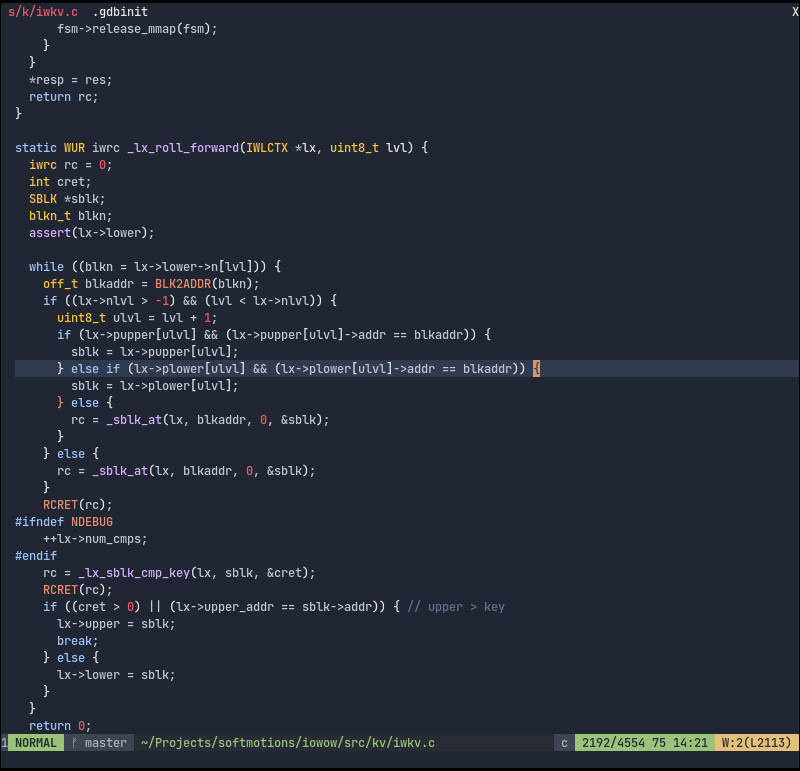 s/k/iwkv.c  .gdbinit X
      fsm->release_mmap(fsm);
    }
  }
  *resp = res;
  return rc;
}

static WUR iwrc _lx_roll_forward(IWLCTX *lx, uint8_t lvl) {
  iwrc rc = 0;
  int cret;
  SBLK *sblk;
  blkn_t blkn;
  assert(lx->lower);

  while ((blkn = lx->lower->n[lvl])) {
    off_t blkaddr = BLK2ADDR(blkn);
    if ((lx->nlvl > -1) && (lvl < lx->nlvl)) {
      uint8_t ulvl = lvl + 1;
      if (lx->pupper[ulvl] && (lx->pupper[ulvl]->addr == blkaddr)) {
        sblk = lx->pupper[ulvl];
      } else if (lx->plower[ulvl] && (lx->plower[ulvl]->addr == blkaddr)) {
        sblk = lx->plower[ulvl];
      } else {
        rc = _sblk_at(lx, blkaddr, 0, &sblk);
      }
    } else {
      rc = _sblk_at(lx, blkaddr, 0, &sblk);
    }
    RCRET(rc);
#ifndef NDEBUG
    ++lx->num_cmps;
#endif
    rc = _lx_sblk_cmp_key(lx, sblk, &cret);
    RCRET(rc);
    if ((cret > 0) || (lx->upper_addr == sblk->addr)) { // upper > key
      lx->upper = sblk;
      break;
    } else {
      lx->lower = sblk;
    }
  }
  return 0;
1 NORMAL ᚠ master ~/Projects/softmotions/iowow/src/kv/iwkv.c c 2192/4554 75 14:21 W:2(L2113)